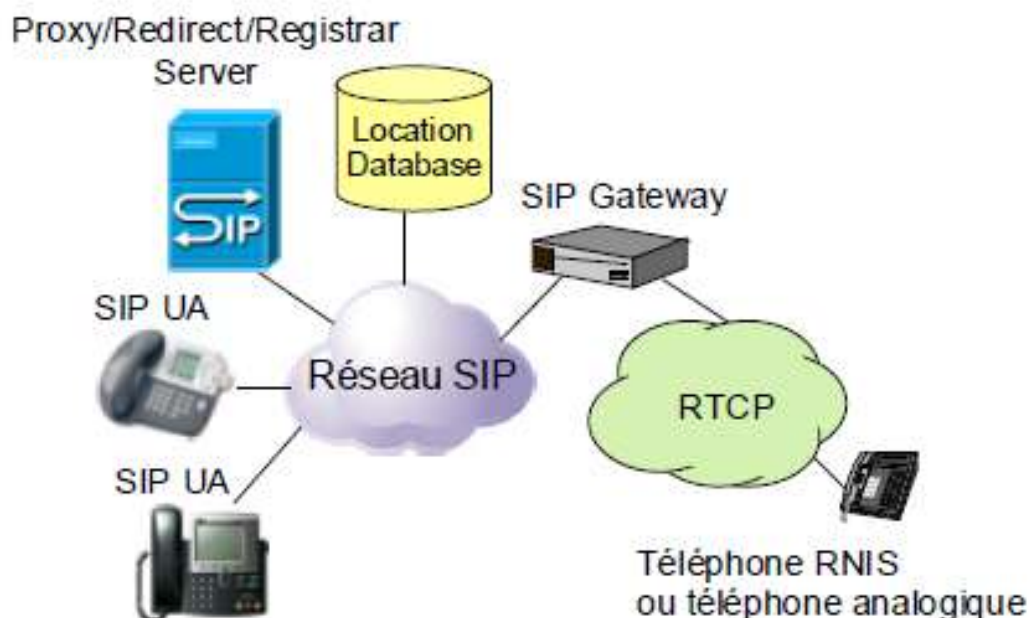 Proxy/Redirect/Registrar
Server
Location
Database
SIP
SIP Gateway
SIP UA
Réseau SIP
RTCP
SIP UA
Téléphone RNIS
ou téléphone analogique